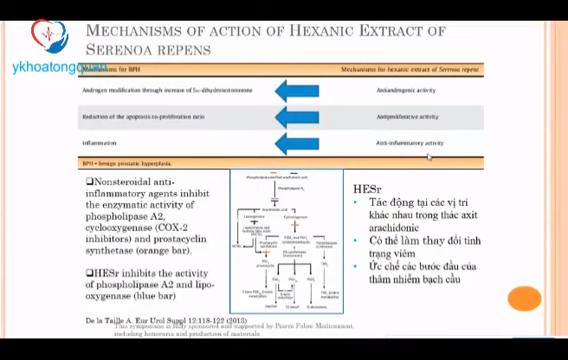 MECHANISMS OF ACTION OF HEXANIC EXTRACT OF
SERENOA REPENS
ykhoatongquan
Mechanisms for BPH
Mechanisms for hexanic extract of Serenoa repens
Androgen modification through increase of 5α-dihydrotestosterone
Antiandrogenic activity
Reduction of the apoptosis-to-proliferation ratio
Antiproliferative activity
Inflammation
Anti-inflammatory activity
BPH = benign prostatic hyperplasia.
❑Nonsteroidal anti-
inflammatory agents inhibit
the enzymatic activity of
phospholipase A2,
cyclooxygenase (COX-2
inhibitors) and prostacyclin
synthetase (orange bar).
❑HESr inhibits the activity
of phospholipase A2 and lipo-
oxygenase (blue bar)
HESr
• Tác động tại các vị trí
khác nhau trong thác axit
arachidonic
• Có thể làm thay đổi tình
trạng viêm
• Ức chế các bước đầu của
thâm nhiễm bạch cầu
De la Taille A. Eur Urol Suppl 12:118-122 (2013)
This symposium is fully sponsored and supported by Pierre Fabre Medicament,
including honoraria and production of materials